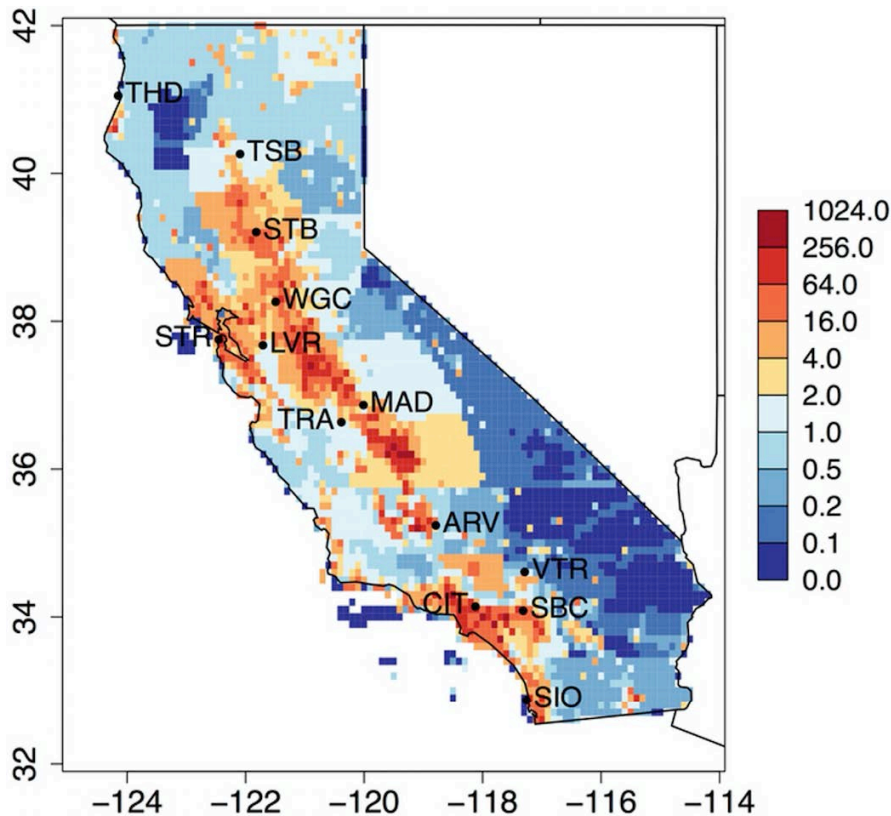 42
40
38
36
34
32
−124
−122
−120
−118
−116
−114
THD
TSB
STB
WGC
STR
LVR
MAD
TRA
ARV
VTR
CIT
SBC
SIO
1024.0
256.0
64.0
16.0
4.0
2.0
1.0
0.5
0.2
0.1
0.0